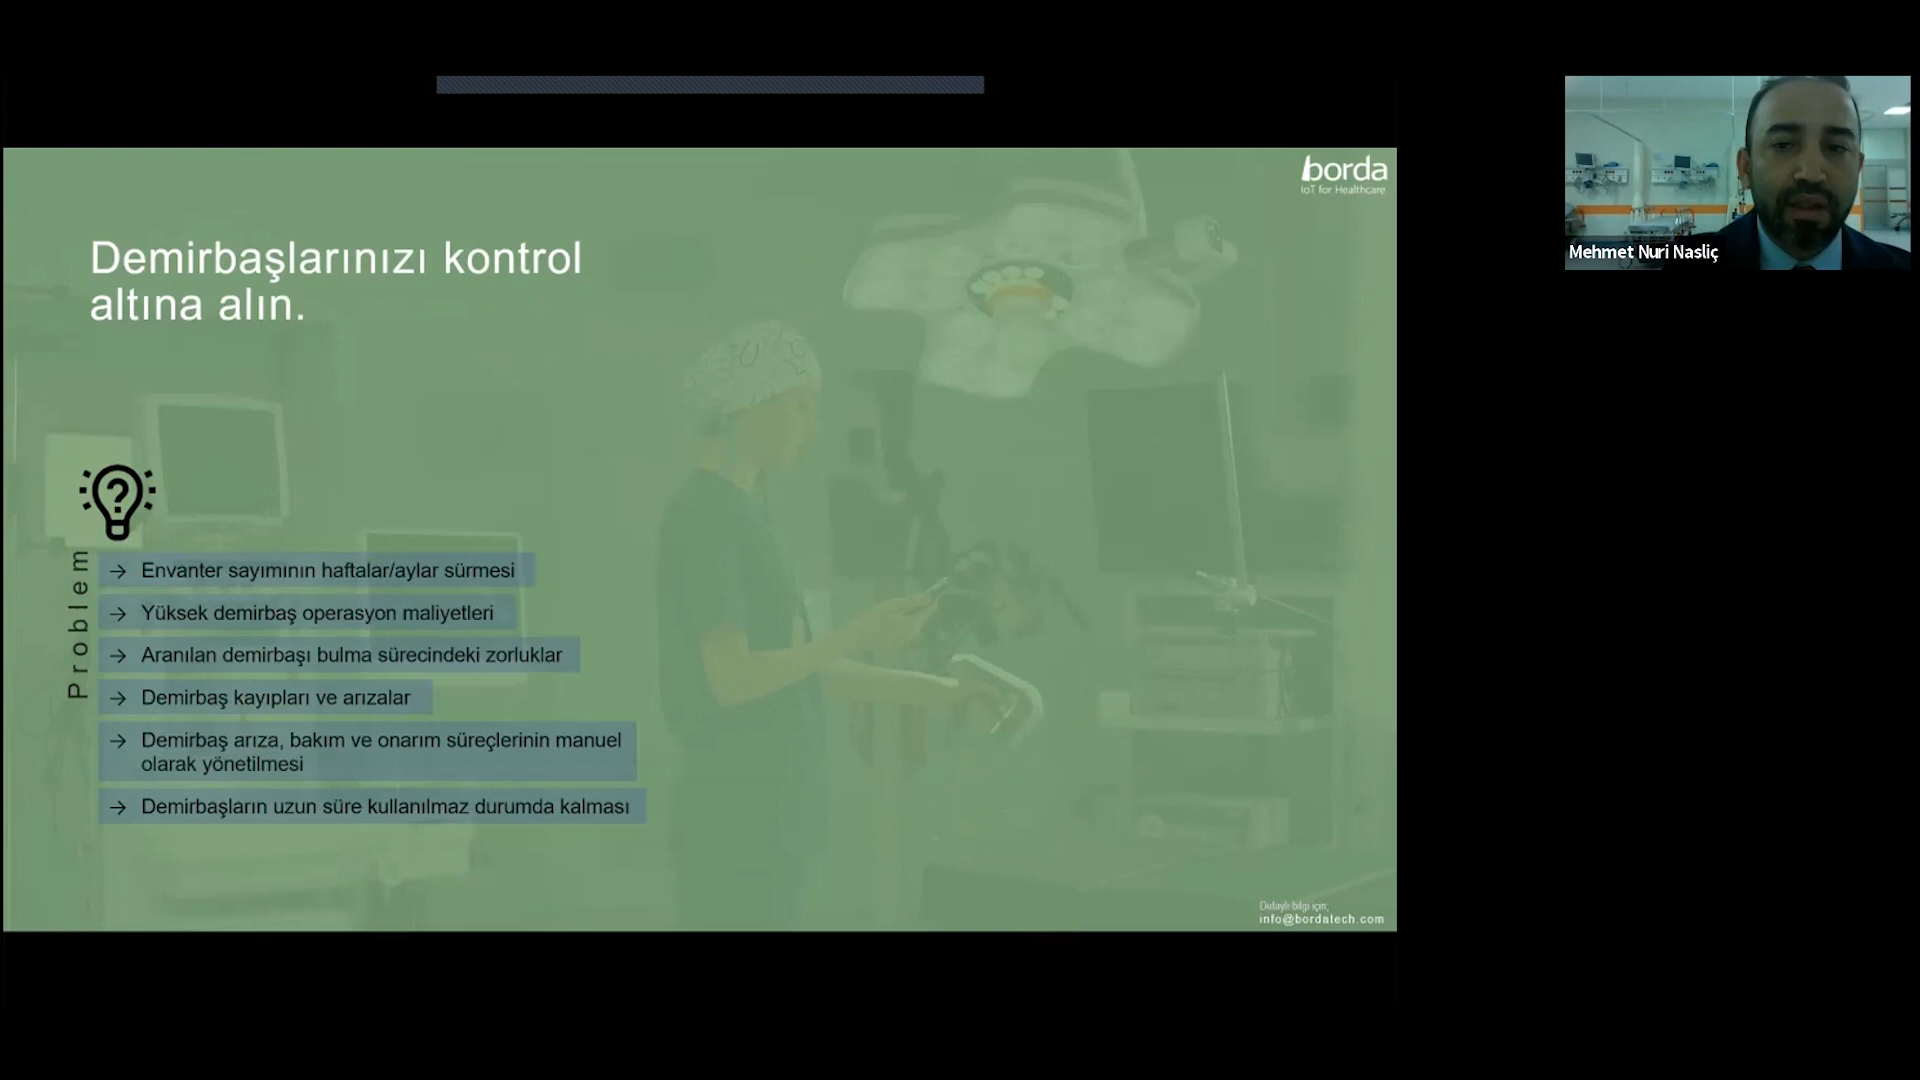 borda
IoT for Healthcare
Demirbaşlarınızı kontrol
altına alın.
Problem
→ Envanter sayımının haftalar/aylar sürmesi
→ Yüksek demirbaş operasyon maliyetleri
→ Aranılan demirbaşı bulma sürecindeki zorluklar
→ Demirbaş kayıpları ve arızalar
→ Demirbaş arıza, bakım ve onarım süreçlerinin manuel
olarak yönetilmesi
→ Demirbaşların uzun süre kullanılmaz durumda kalması
Detaylı bilgi için;
info@bordatech.com
Mehmet Nuri Nasliç